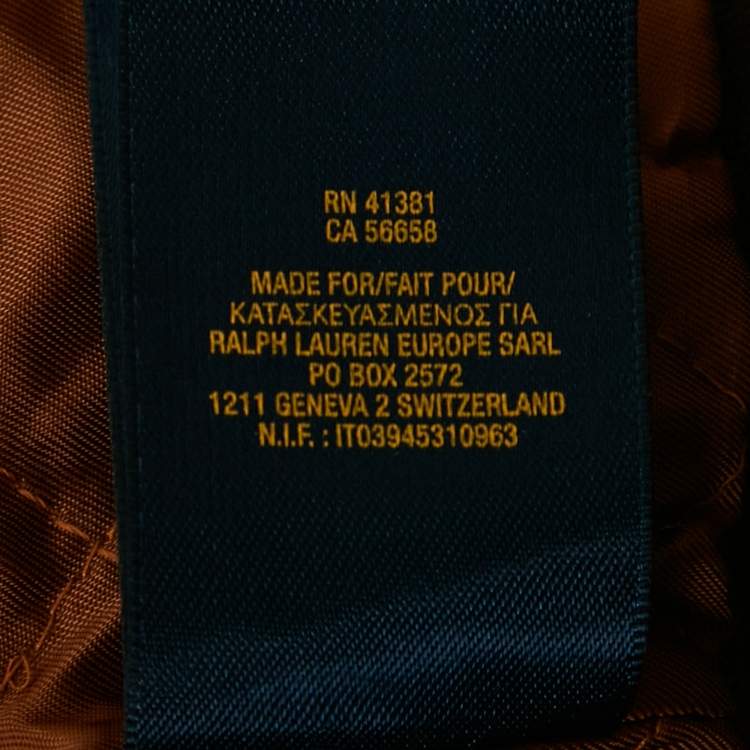 RN 41381
CA 56658
MADE FOR/FAIT POUR/
ΚΑΤΑΣΚΕΥΑΣΜΕΝΟΣ ΓΙΑ
RALPH LAUREN EUROPE SARL
PO BOX 2572
1211 GENEVA 2 SWITZERLAND
N.I.F. : IT03945310963